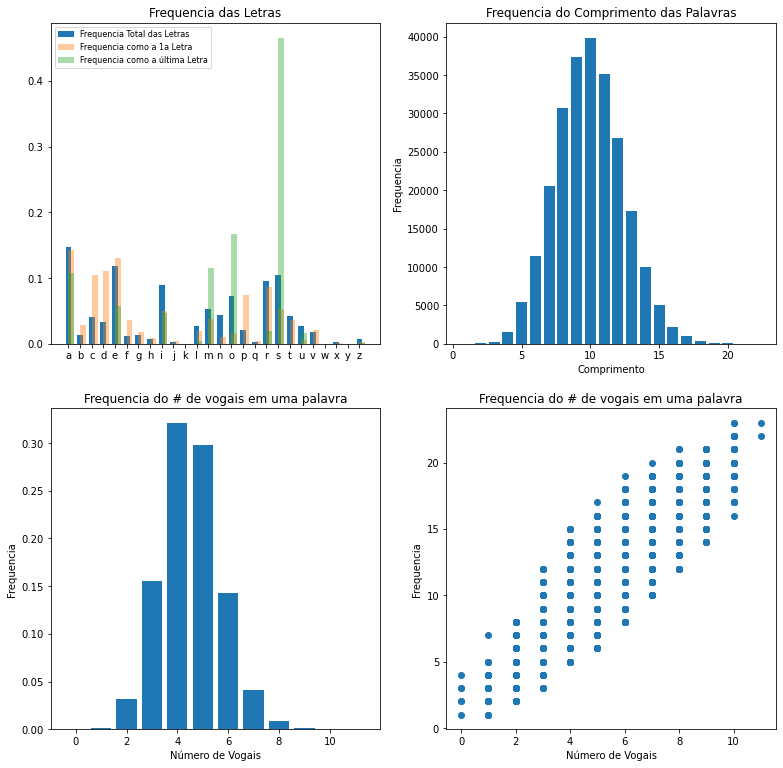 Frequencia das Letras
Frequencia Total das Letras
Frequencia como a 1a Letra
Frequencia como a última Letra
0.4
0.3
0.2
0.1
0.0
a b c d e f g h i j k l m n o p q r s t u v w x y z
Frequencia do Comprimento das Palavras
Frequencia
40000
35000
30000
25000
20000
15000
10000
5000
0
0 5 10 15 20
Comprimento
Frequencia do # de vogais em uma palavra
Frequencia
0.30
0.25
0.20
0.15
0.10
0.05
0.00
0 2 4 6 8 10
Número de Vogais
Frequencia do # de vogais em uma palavra
Frequencia
20
15
10
5
0
0 2 4 6 8 10
Número de Vogais